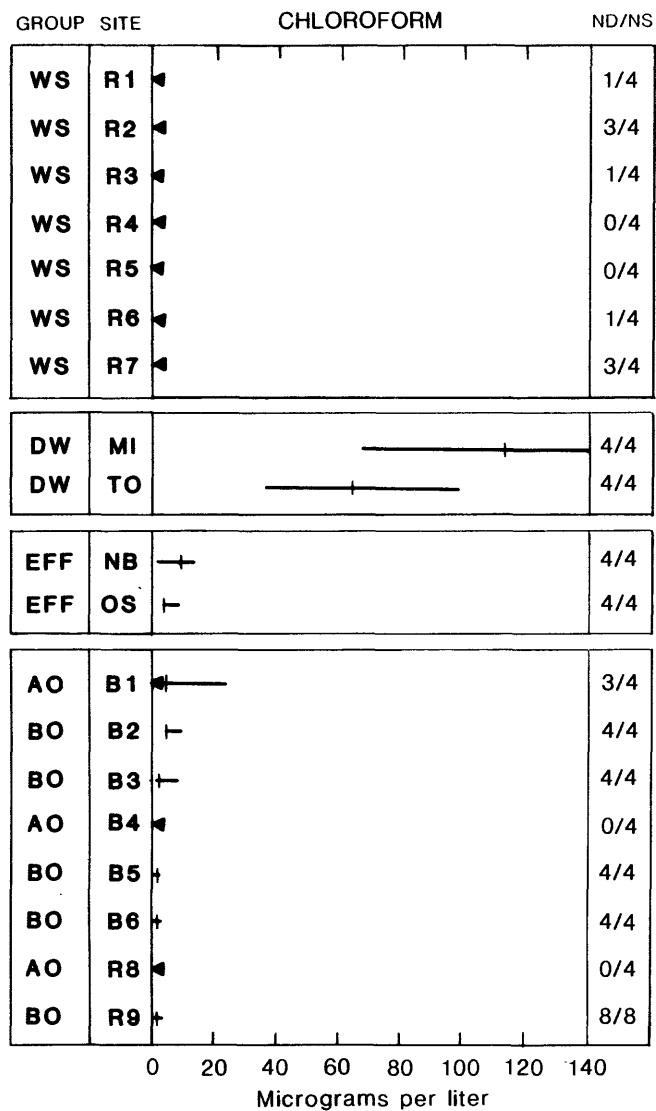 GROUP SITE CHLOROFORM ND/NS
WS R1 1/4
WS R2 3/4
WS R3 1/4
WS R4 0/4
WS R5 0/4
WS R6 1/4
WS R7 3/4
DW MI 4/4
DW TO 4/4
EFF NB 4/4
EFF OS 4/4
AO B1 3/4
BO B2 4/4
BO B3 4/4
AO B4 0/4
BO B5 4/4
BO B6 4/4
AO R8 0/4
BO R9 8/8
0 20 40 60 80 100 120 140
Micrograms per liter